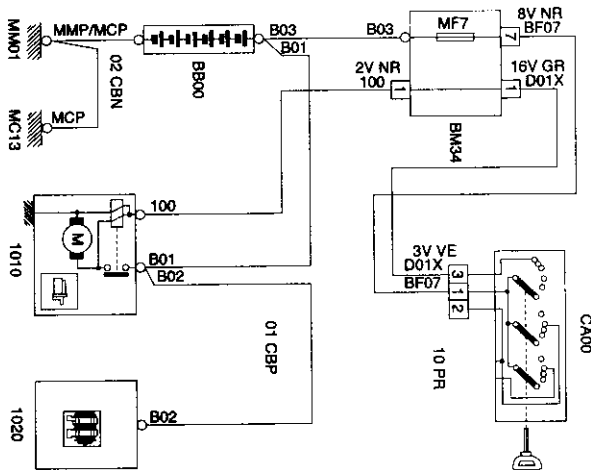 MM01
MMP/MCP
02 CBN
MC13
MCP
BB00
B03
B01
B03
MF7
7
8V NR
BF07
2V NR
100
1
1
16V GR
D01X
BM34
100
M
1010
B01
B02
01 CBP
1020
B02
3V VE
D01X
BF07
3
1
2
10 PR
CA00